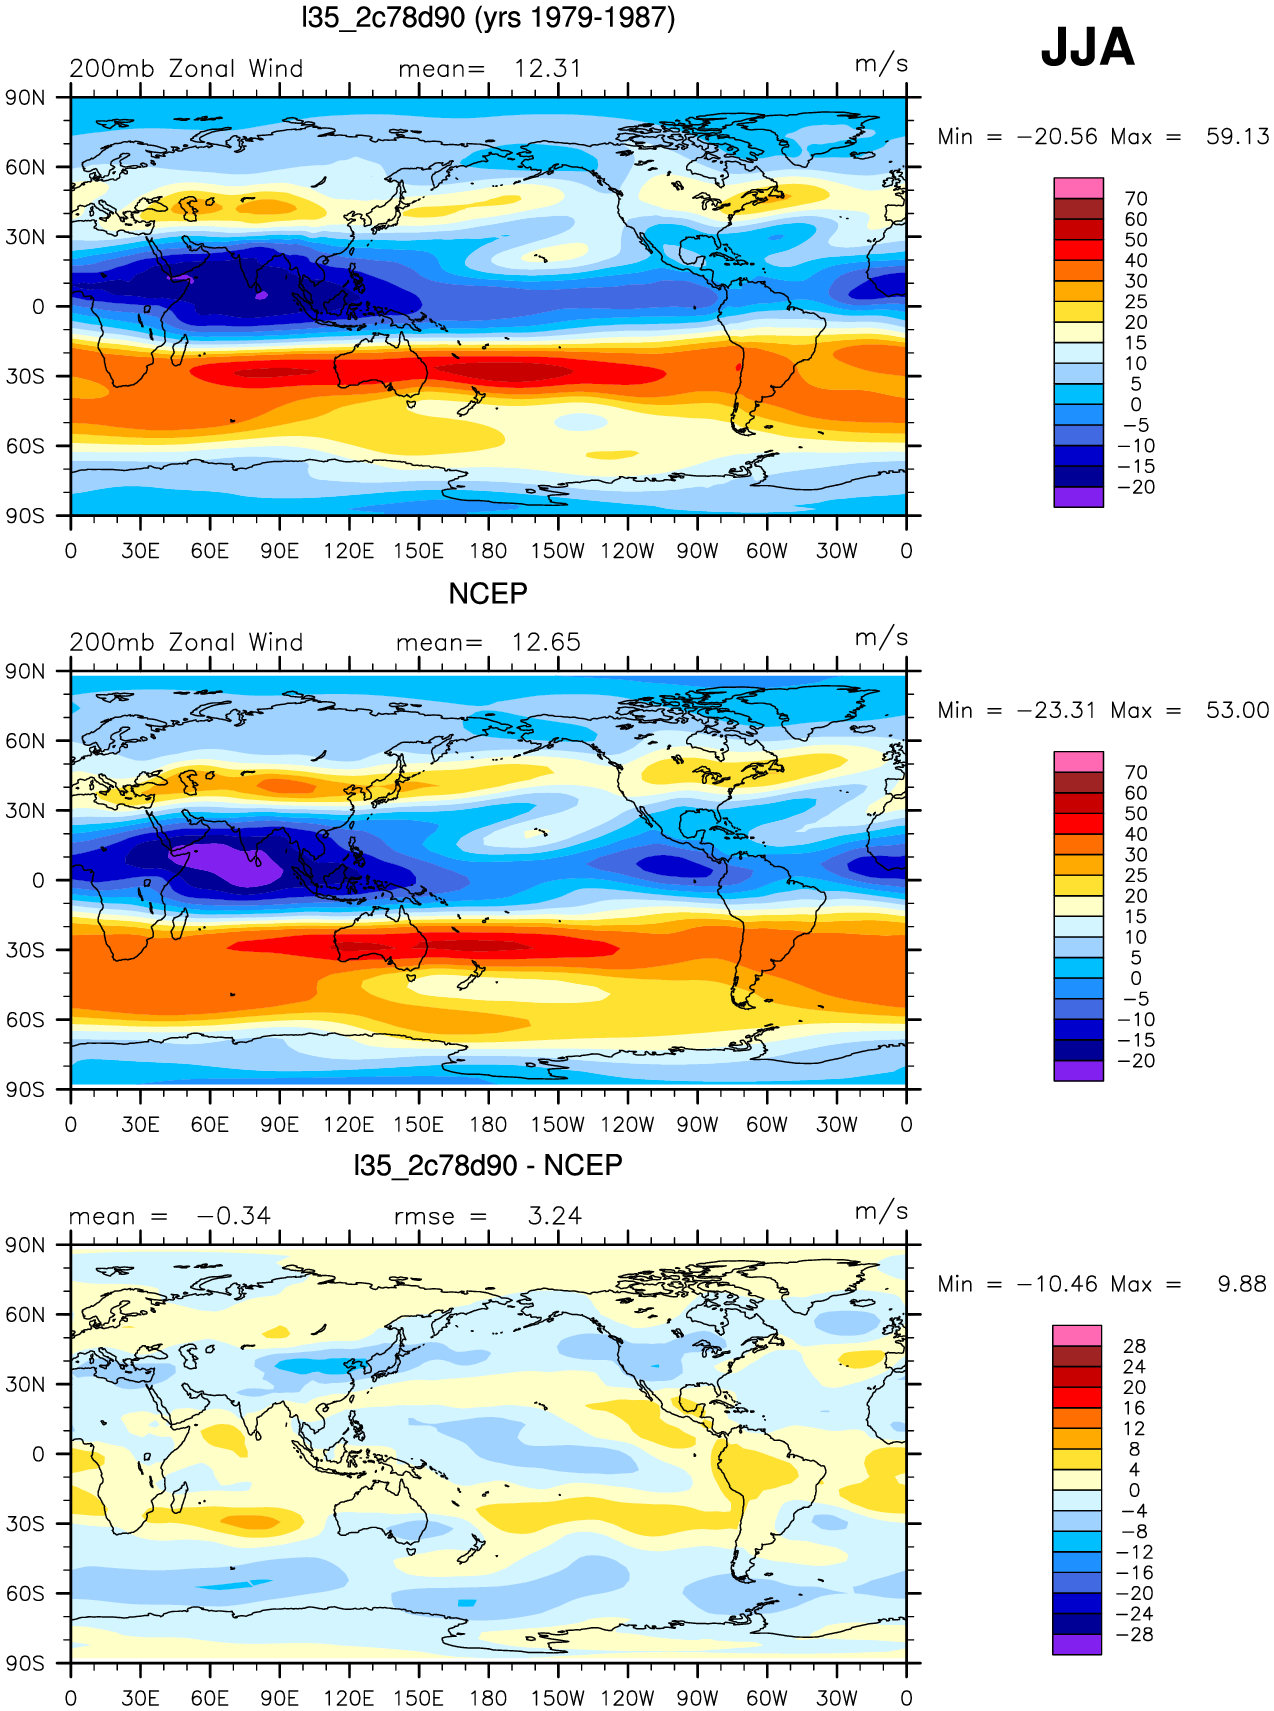 l35_2c78d90 (yrs 1979-1987)
JJA
200mb Zonal Wind mean= 12.31 m/s
Min = −20.56 Max = 59.13
90N
60N
30N
0
30S
60S
90S
0 30E 60E 90E 120E 150E 180 150W 120W 90W 60W 30W 0
70
60
50
40
30
25
20
15
10
5
0
−5
−10
−15
−20
NCEP
200mb Zonal Wind mean= 12.65 m/s
Min = −23.31 Max = 53.00
90N
60N
30N
0
30S
60S
90S
0 30E 60E 90E 120E 150E 180 150W 120W 90W 60W 30W 0
70
60
50
40
30
25
20
15
10
5
0
−5
−10
−15
−20
l35_2c78d90 - NCEP
mean = −0.34 rmse = 3.24 m/s
Min = −10.46 Max = 9.88
90N
60N
30N
0
30S
60S
90S
0 30E 60E 90E 120E 150E 180 150W 120W 90W 60W 30W 0
28
24
20
16
12
8
4
0
−4
−8
−12
−16
−20
−24
−28